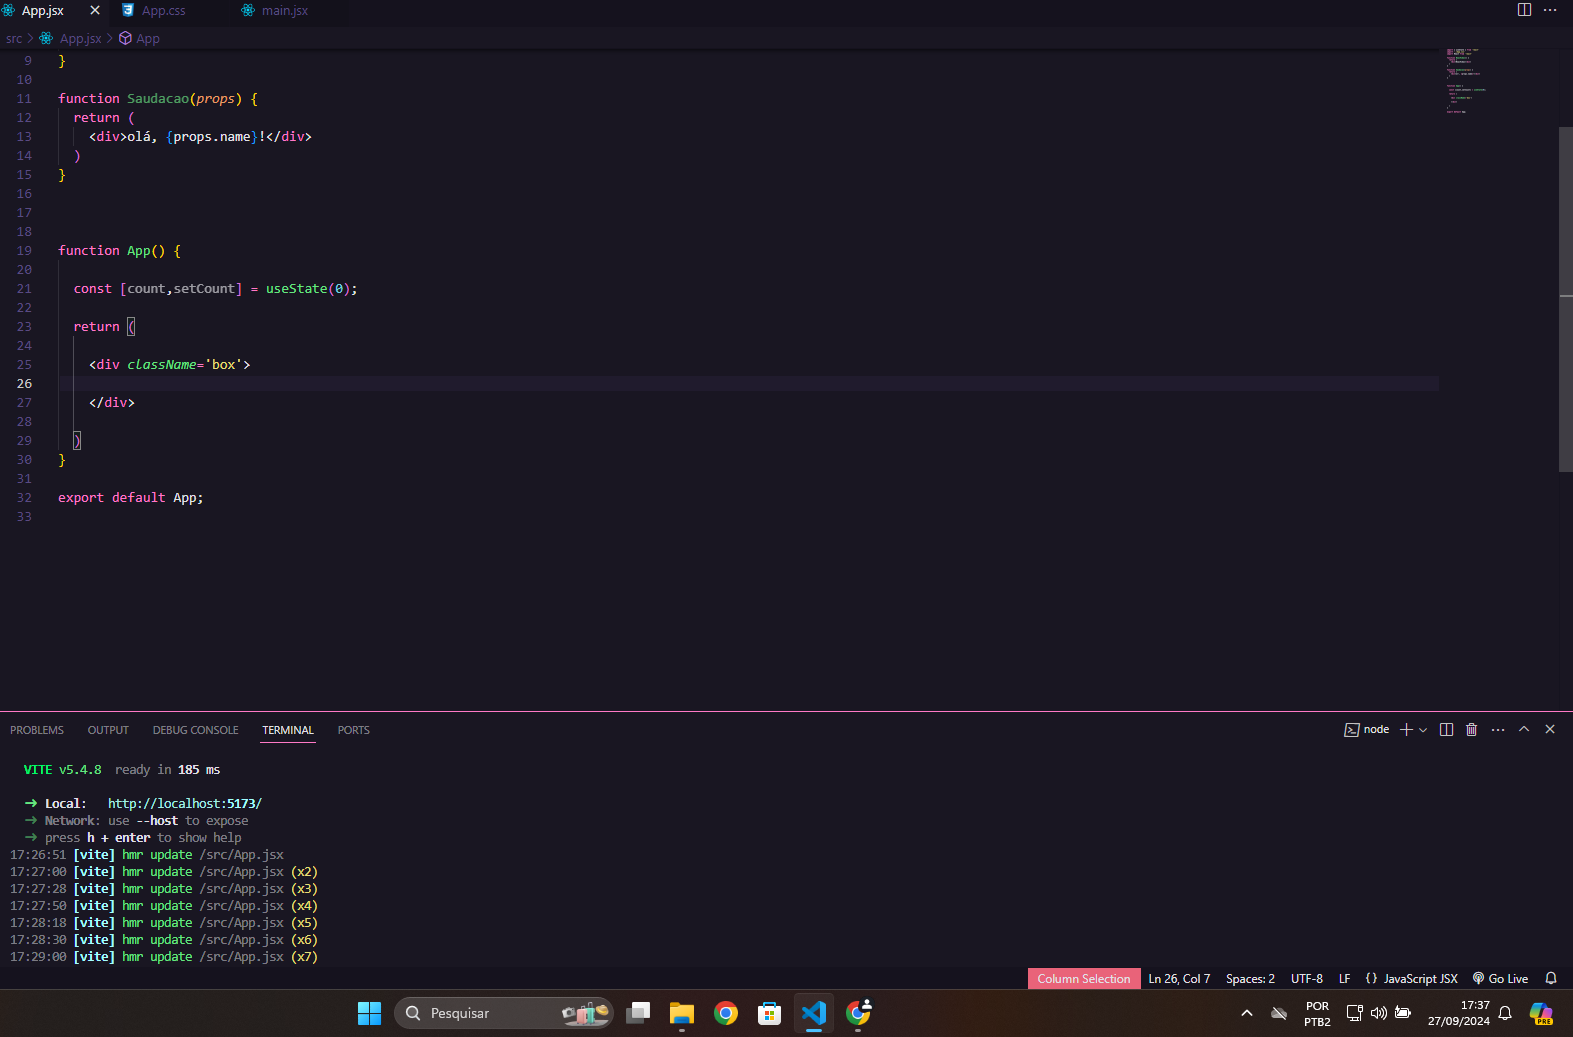 App.jsx App.css main.jsx
src > App.jsx > App
9 }
10
11 function Saudacao(props) {
12 return (
13 <div>olá, {props.name}!</div>
14 )
15 }
16
17
18
19 function App() {
20
21 const [count,setCount] = useState(0);
22
23 return (
24
25 <div className='box'>
26
27 </div>
28
29 )
30 }
31
32 export default App;
33
PROBLEMS OUTPUT DEBUG CONSOLE TERMINAL PORTS node
VITE v5.4.8 ready in 185 ms
➜ Local: http://localhost:5173/
➜ Network: use --host to expose
➜ press h + enter to show help
17:26:51 [vite] hmr update /src/App.jsx
17:27:00 [vite] hmr update /src/App.jsx (x2)
17:27:28 [vite] hmr update /src/App.jsx (x3)
17:27:50 [vite] hmr update /src/App.jsx (x4)
17:28:18 [vite] hmr update /src/App.jsx (x5)
17:28:30 [vite] hmr update /src/App.jsx (x6)
17:29:00 [vite] hmr update /src/App.jsx (x7)
Column Selection Ln 26, Col 7 Spaces: 2 UTF-8 LF {} JavaScript JSX Go Live
Pesquisar
POR
PTB2
17:37
27/09/2024
PRE